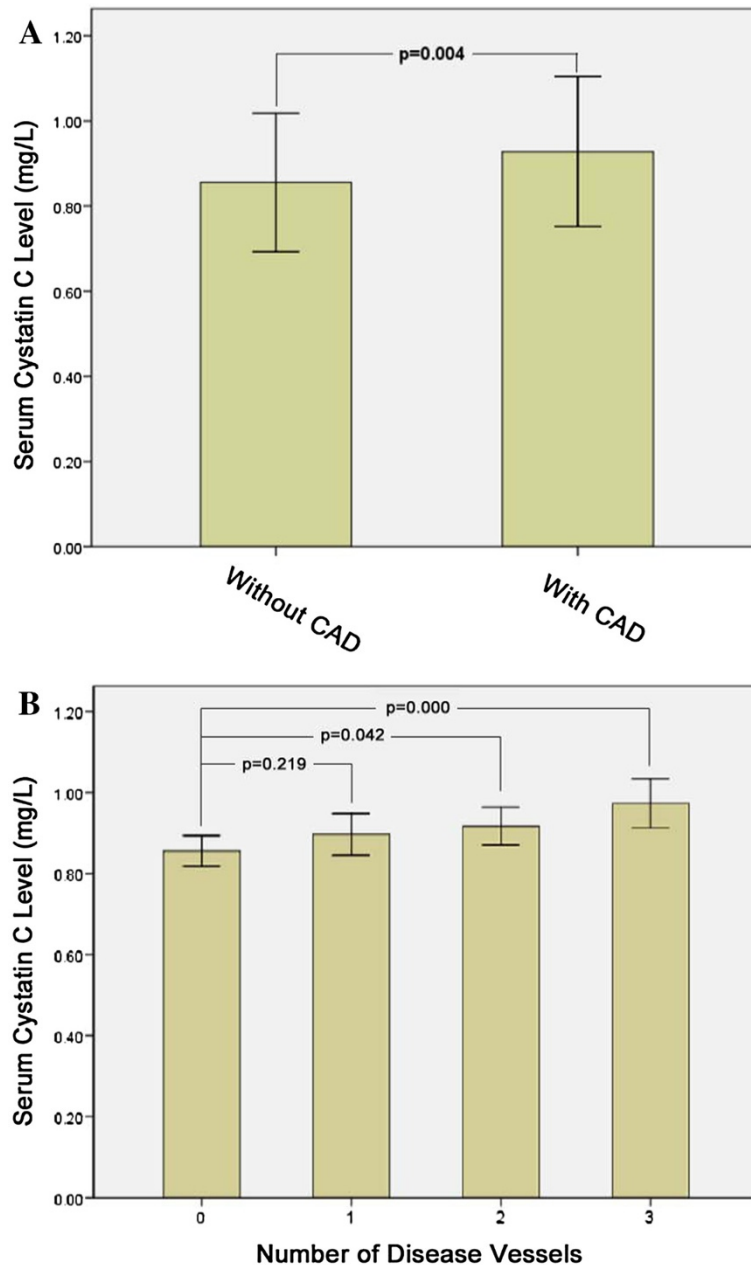 A
Serum Cystatin C Level (mg/L)
1.20
1.00
0.80
0.60
0.40
0.20
0.00
p=0.004
Without CAD
With CAD
B
Serum Cystatin C Level (mg/L)
1.20
1.00
0.80
0.60
0.40
0.20
0.00
p=0.000
p=0.042
p=0.219
0 1 2 3
Number of Disease Vessels